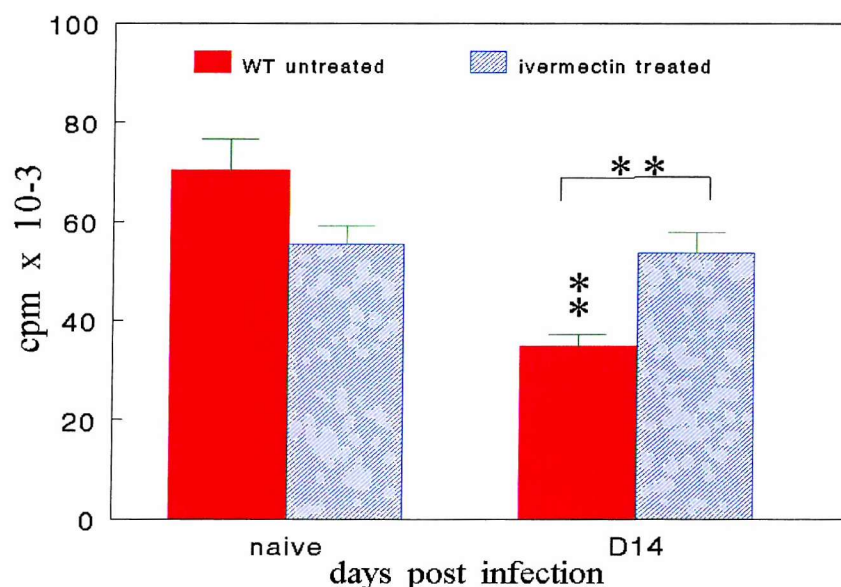 100
WT untreated
ivermectin treated
80
**
60
cpm x 10-3
*
*
40
20
0
naive
D14
days post infection